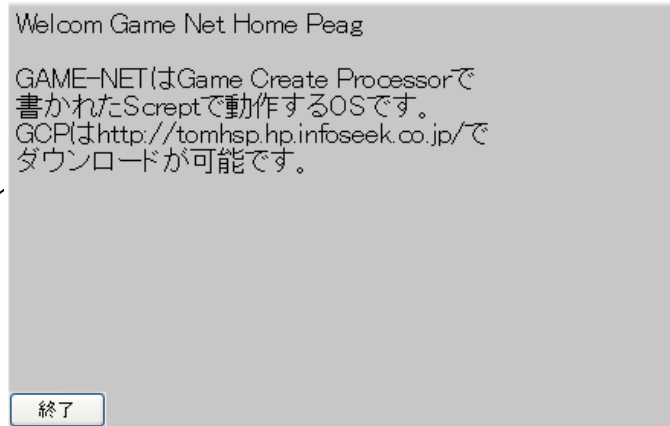 Welcom Game Net Home Peag
GAME-NETはGame Create Processorで
書かれたScreptで動作するOSです。
GCPはhttp://tomhsp.hp.infoseek.co.jp/で
ダウンロードが可能です。
終了